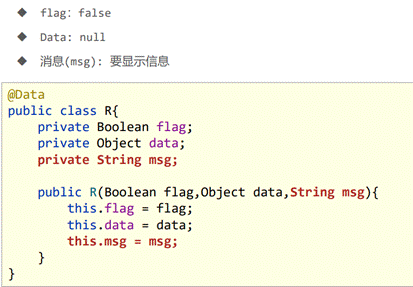 ◆ flag: false
◆ Data: null
◆ 消息(msg): 要显示信息
@Data
public class R{
    private Boolean flag;
    private Object data;
    private String msg;

    public R(Boolean flag,Object data,String msg){
        this.flag = flag;
        this.data = data;
        this.msg = msg;
    }
}